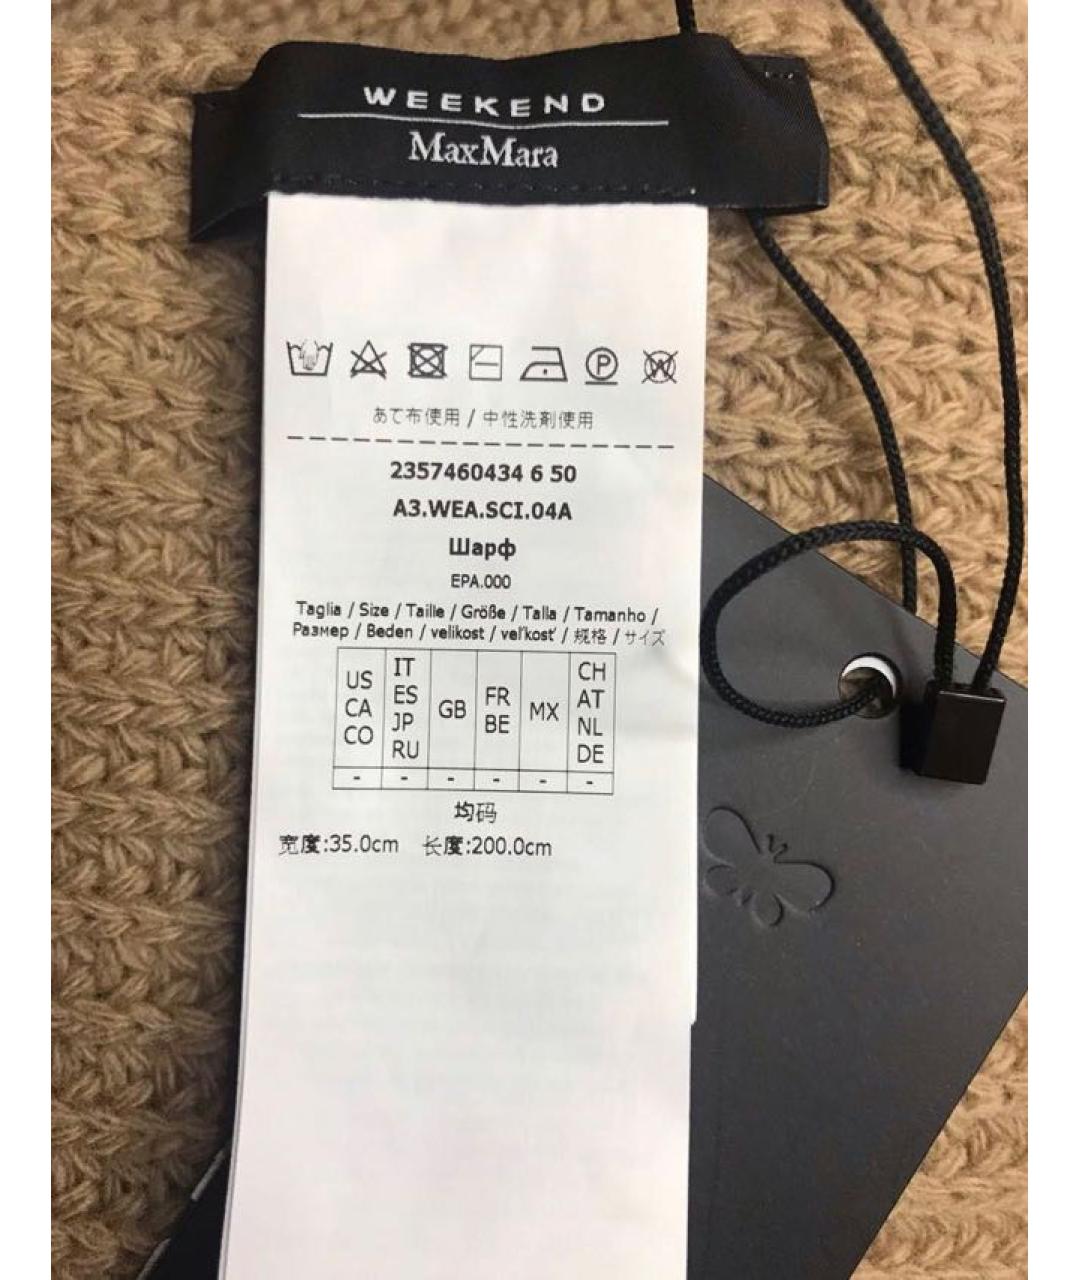 WEEKEND
MaxMara
P W
あて布使用 / 中性洗剤使用
2357460434 6 50
A3.WEA.SCI.04A
Шарф
EPA.000
Taglia / Size / Taille / Größe / Talla / Tamanho /
Размер / Beden / velikost / veľkosť / 规格 / サイズ
US CA CO IT ES JP RU GB FR BE MX CH AT NL DE
- - - - - -
均码
宽度:35.0cm 长度:200.0cm